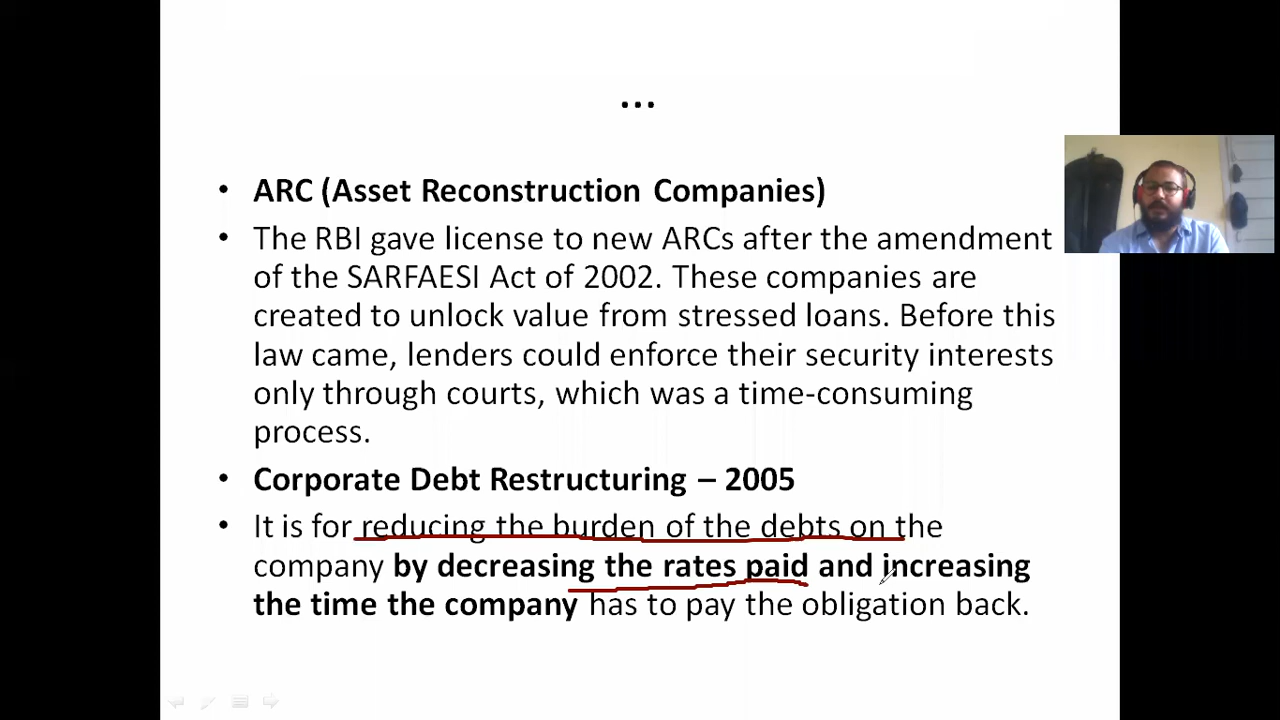 ...
• ARC (Asset Reconstruction Companies)
• The RBI gave license to new ARCs after the amendment
of the SARFAESI Act of 2002. These companies are
created to unlock value from stressed loans. Before this
law came, lenders could enforce their security interests
only through courts, which was a time-consuming
process.
• Corporate Debt Restructuring – 2005
• It is for reducing the burden of the debts on the
company by decreasing the rates paid and increasing
the time the company has to pay the obligation back.